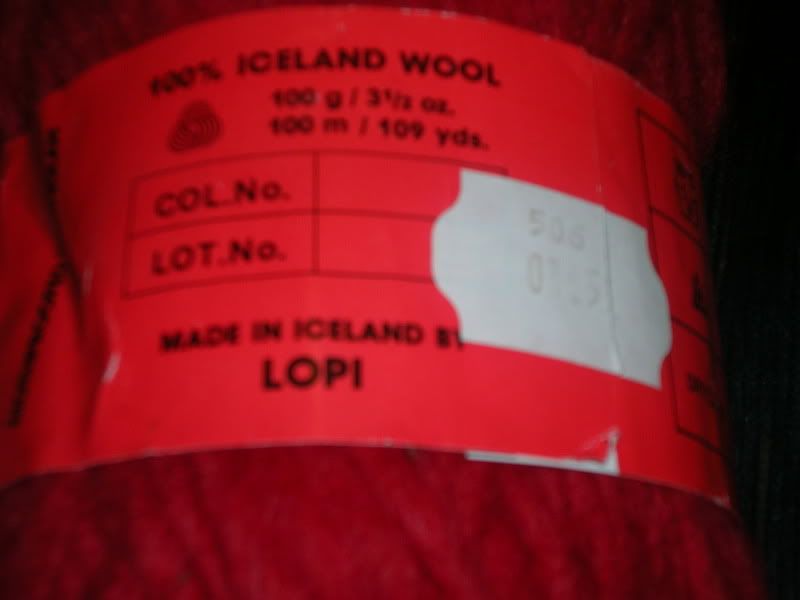 100% ICELAND WOOL
100 g / 3½ oz.
100 m / 109 yds.
COL.No.
LOT.No.
506
MADE IN ICELAND BY
LOPI